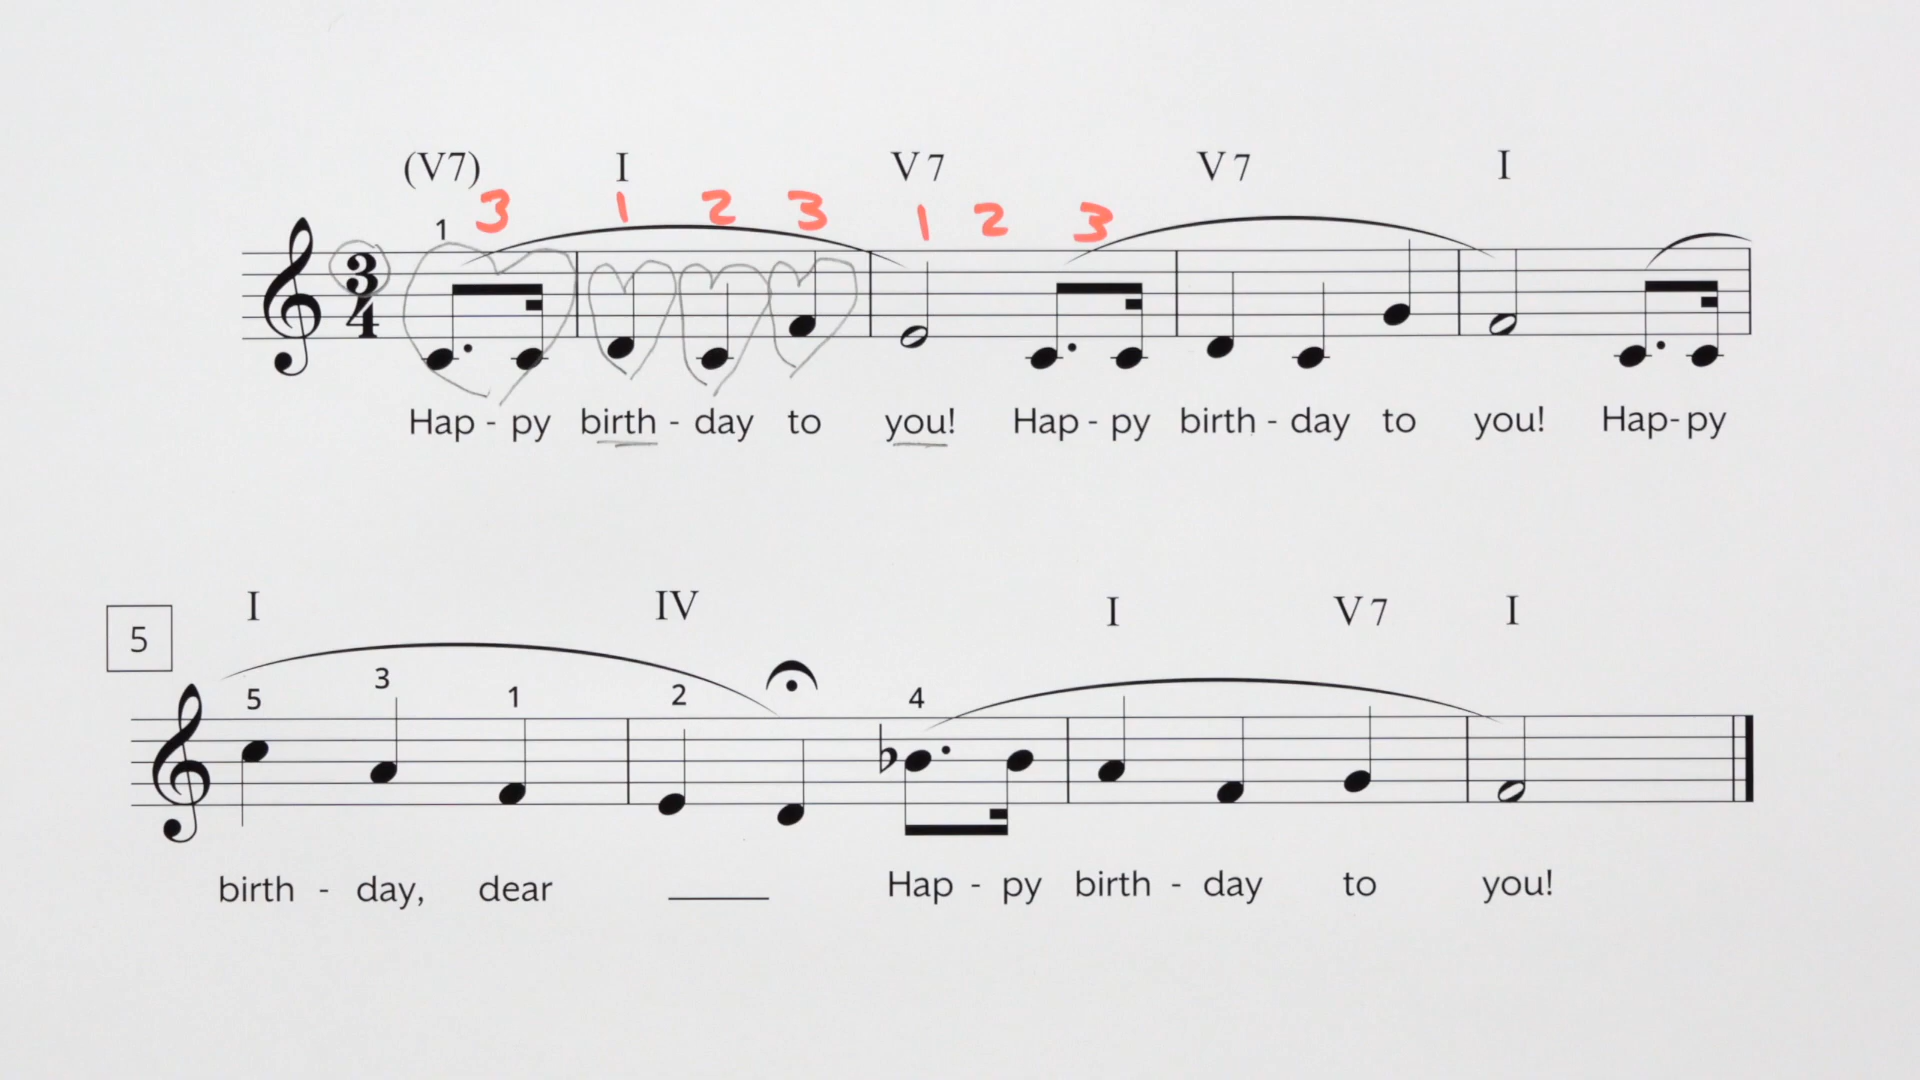 (V7) I V7 V7 I
1 3 1 2 3 1 2 3
3
4
Hap - py birth - day to you! Hap - py birth - day to you! Hap - py
I IV I V7 I
5
5 3 1 2 4
birth - day, dear ____ Hap - py birth - day to you!